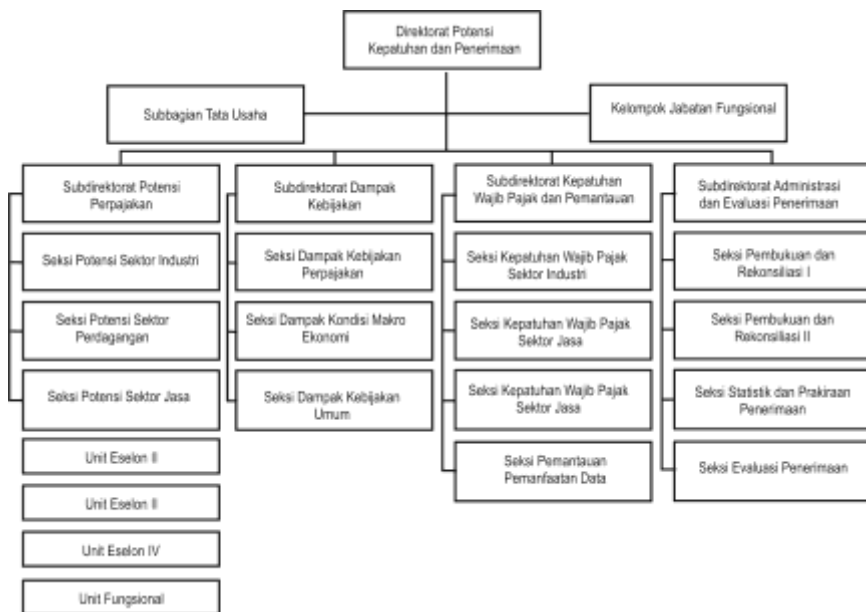 Direktorat Potensi
Kepatuhan dan Penerimaan
Subbagian Tata Usaha
Kelompok Jabatan Fungsional
Subdirektorat Potensi
Perpajakan
Seksi Potensi Sektor Industri
Seksi Potensi Sektor
Perdagangan
Seksi Potensi Sektor Jasa
Unit Eselon II
Unit Eselon II
Unit Eselon IV
Unit Fungsional
Subdirektorat Dampak
Kebijakan
Seksi Dampak Kebijakan
Perpajakan
Seksi Dampak Kondisi Makro
Ekonomi
Seksi Dampak Kebijakan
Umum
Subdirektorat Kepatuhan
Wajib Pajak dan Pemantauan
Seksi Kepatuhan Wajib Pajak
Sektor Industri
Seksi Kepatuhan Wajib Pajak
Sektor Jasa
Seksi Kepatuhan Wajib Pajak
Sektor Jasa
Seksi Pemantauan
Pemanfaatan Data
Subdirektorat Administrasi
dan Evaluasi Penerimaan
Seksi Pembukuan dan
Rekonsiliasi I
Seksi Pembukuan dan
Rekonsiliasi II
Seksi Statistik dan Prakiraan
Penerimaan
Seksi Evaluasi Penerimaan